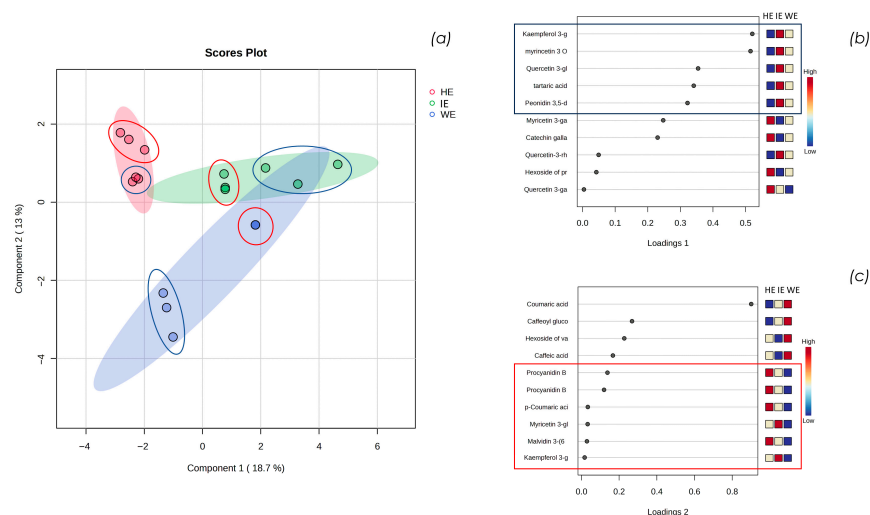 (a)
Scores Plot
HE
IE
WE
Component 2 ( 13 %)
2
0
−2
−4
−4
−2
0
2
4
6
Component 1 ( 18.7 %)
(b)
HE IE WE
Kaempferol 3-g
myrincetin 3 O
Quercetin 3-gl
tartaric acid
Peonidin 3,5-d
Myricetin 3-ga
Catechin galla
Quercetin-3-rh
Hexoside of pr
Quercetin 3-ga
High
Low
0.0
0.1
0.2
0.3
0.4
0.5
Loadings 1
(c)
HE IE WE
Coumaric acid
Caffeoyl gluco
Hexoside of va
Caffeic acid
Procyanidin B
Procyanidin B
p-Coumaric aci
Myricetin 3-gl
Malvidin 3-(6
Kaempferol 3-g
High
Low
0.0
0.2
0.4
0.6
0.8
Loadings 2